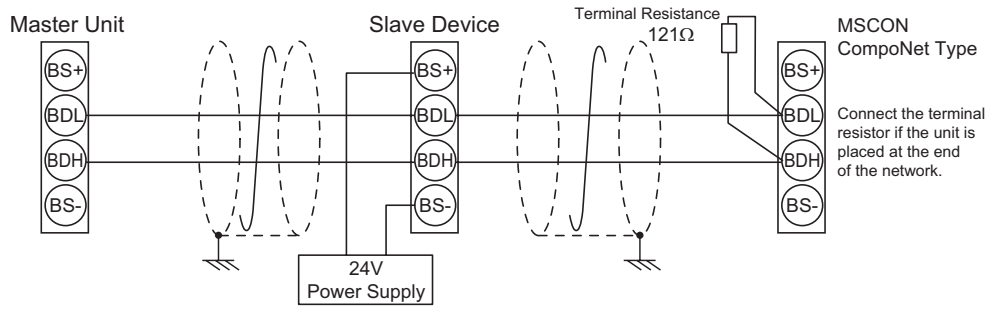 Master Unit
BS+
BDL
BDH
BS-
Slave Device
BS+
BDL
BDH
BS-
24V
Power Supply
Terminal Resistance
121Ω
MSCON
CompoNet Type
BS+
BDL
BDH
BS-
Connect the terminal
resistor if the unit is
placed at the end
of the network.